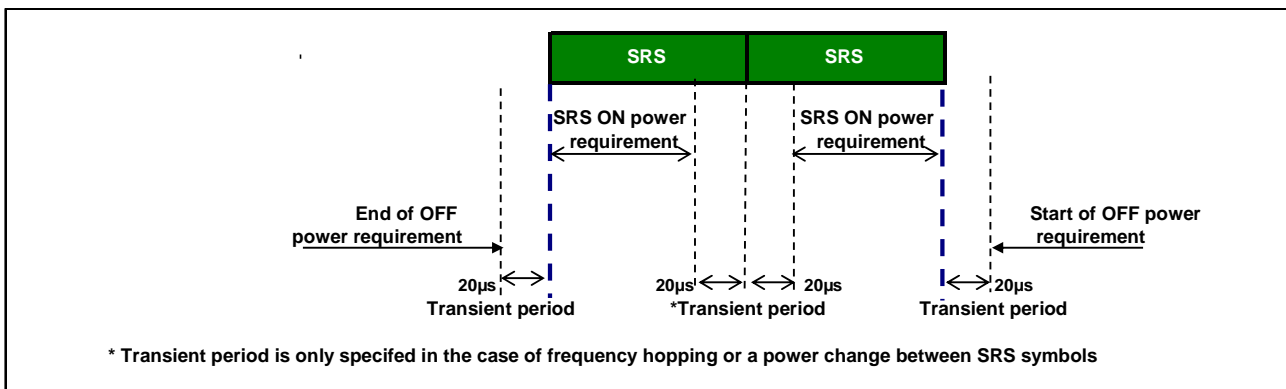 SRS SRS
SRS ON power
requirement
SRS ON power
requirement
End of OFF
power requirement
Start of OFF power
requirement
20µs 20µs 20µs 20µs
Transient period *Transient period Transient period
* Transient period is only specifed in the case of frequency hopping or a power change between SRS symbols